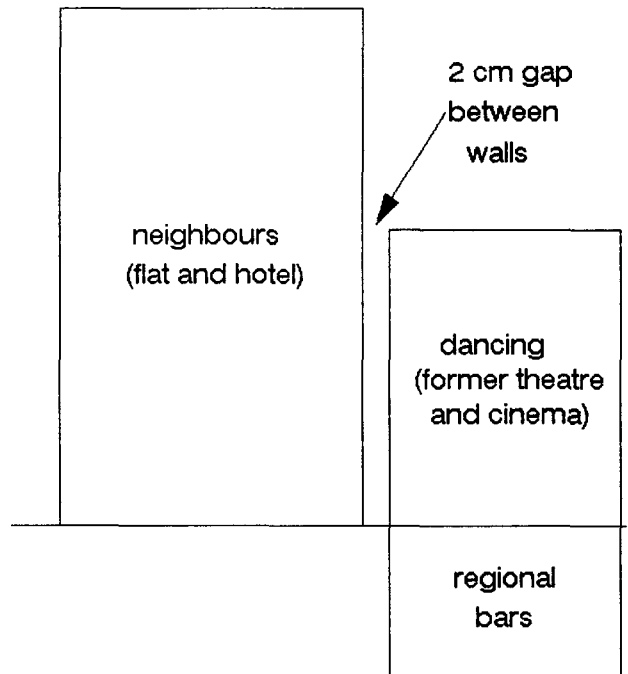 2 cm gap
between
walls
neighbours
(flat and hotel)
dancing
(former theatre
and cinema)
regional
bars